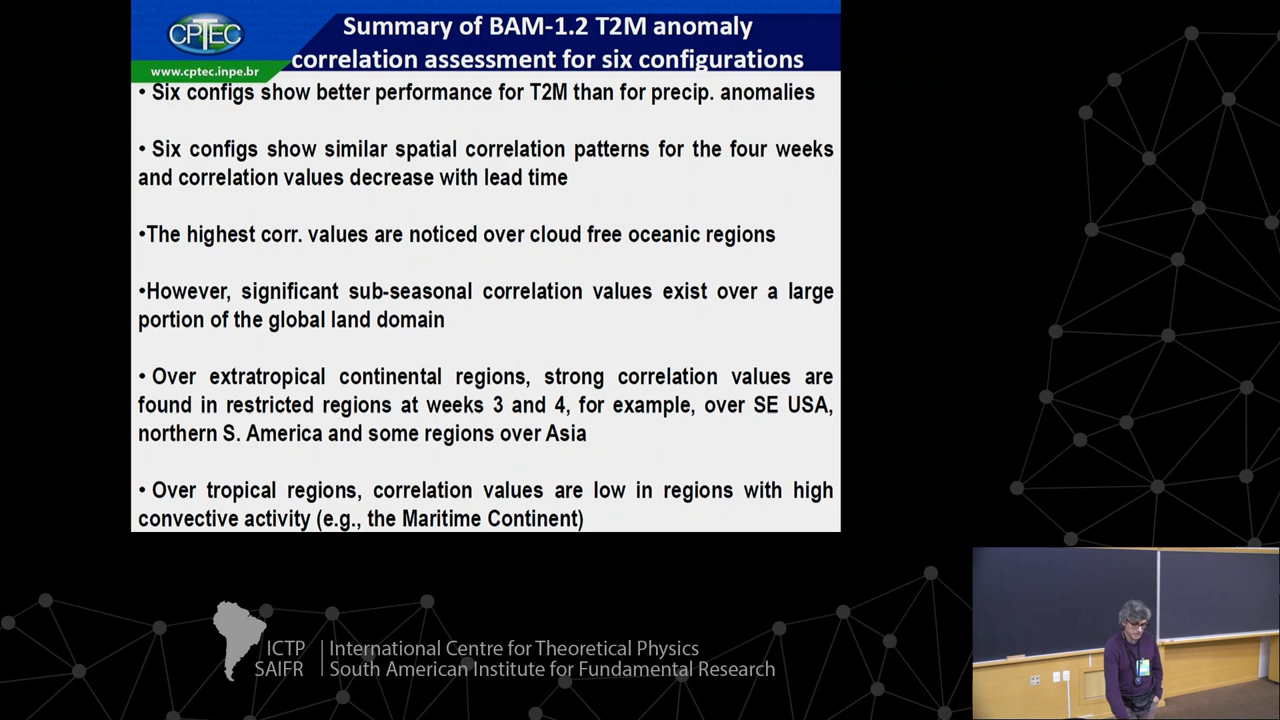 CPTEC
www.cptec.inpe.br
Summary of BAM-1.2 T2M anomaly
correlation assessment for six configurations
• Six configs show better performance for T2M than for precip. anomalies
• Six configs show similar spatial correlation patterns for the four weeks
and correlation values decrease with lead time
•The highest corr. values are noticed over cloud free oceanic regions
•However, significant sub-seasonal correlation values exist over a large
portion of the global land domain
• Over extratropical continental regions, strong correlation values are
found in restricted regions at weeks 3 and 4, for example, over SE USA,
northern S. America and some regions over Asia
• Over tropical regions, correlation values are low in regions with high
convective activity (e.g., the Maritime Continent)
ICTP | International Centre for Theoretical Physics
SAIFR | South American Institute for Fundamental Research